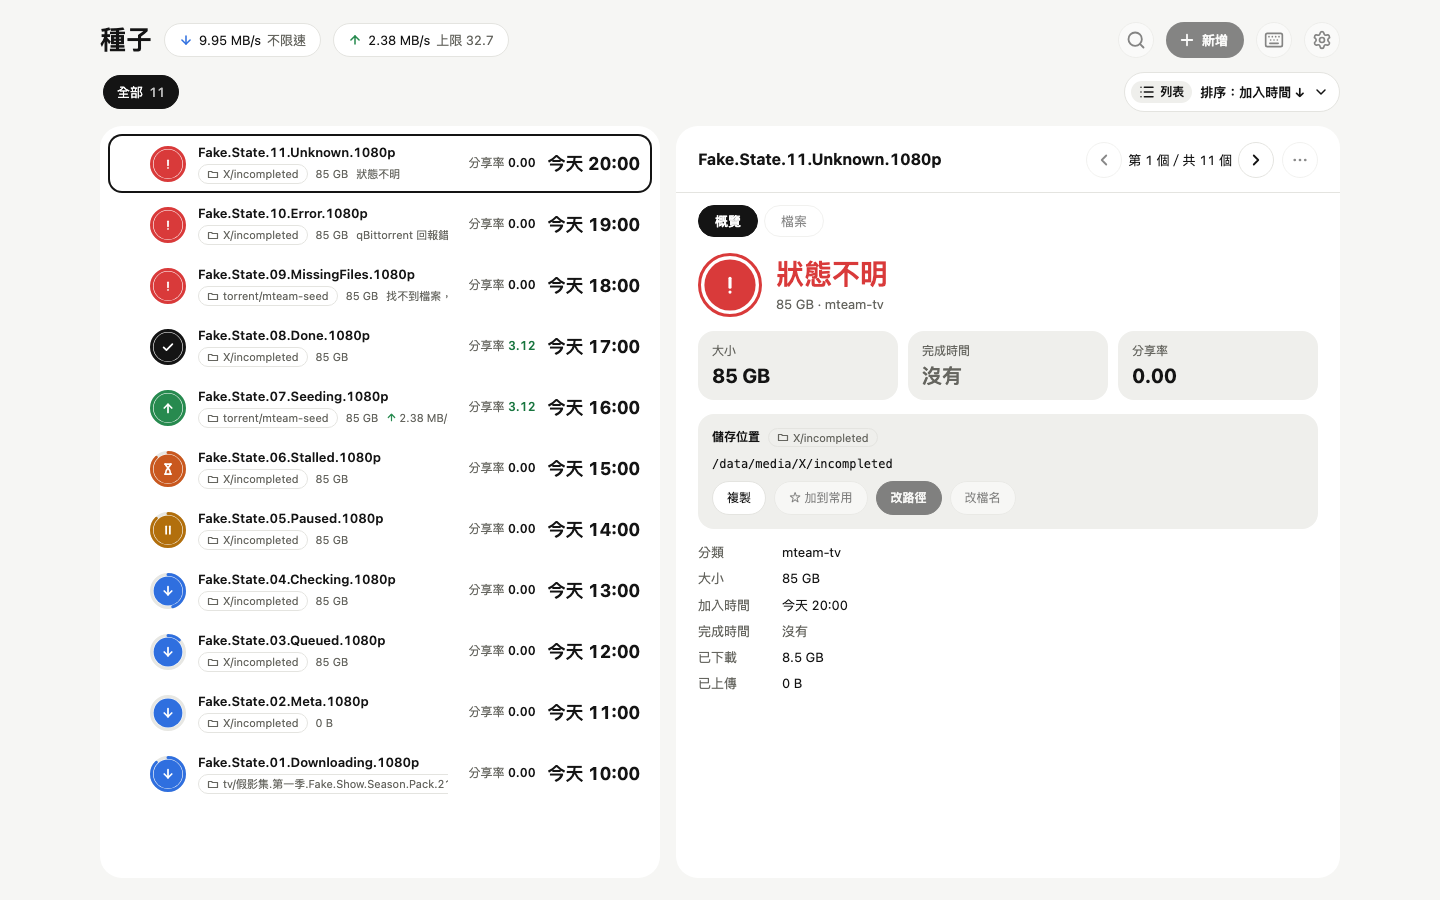 種子
9.95 MB/s 不限速
2.38 MB/s 上限 32.7
新增
全部 11
列表
排序：加入時間 ↓
Fake.State.11.Unknown.1080p
X/incompleted 85 GB 狀態不明
分享率 0.00 今天 20:00
Fake.State.10.Error.1080p
X/incompleted 85 GB qBittorrent 回報錯
分享率 0.00 今天 19:00
Fake.State.09.MissingFiles.1080p
torrent/mteam-seed 85 GB 找不到檔案，
分享率 0.00 今天 18:00
Fake.State.08.Done.1080p
X/incompleted 85 GB
分享率 3.12 今天 17:00
Fake.State.07.Seeding.1080p
torrent/mteam-seed 85 GB 2.38 MB/
分享率 3.12 今天 16:00
Fake.State.06.Stalled.1080p
X/incompleted 85 GB
分享率 0.00 今天 15:00
Fake.State.05.Paused.1080p
X/incompleted 85 GB
分享率 0.00 今天 14:00
Fake.State.04.Checking.1080p
X/incompleted 85 GB
分享率 0.00 今天 13:00
Fake.State.03.Queued.1080p
X/incompleted 85 GB
分享率 0.00 今天 12:00
Fake.State.02.Meta.1080p
X/incompleted 0 B
分享率 0.00 今天 11:00
Fake.State.01.Downloading.1080p
tv/假影集.第一季.Fake.Show.Season.Pack.2
分享率 0.00 今天 10:00
Fake.State.11.Unknown.1080p
第 1 個 / 共 11 個
概覽 檔案
狀態不明
85 GB · mteam-tv
大小
85 GB
完成時間
沒有
分享率
0.00
儲存位置 X/incompleted
/data/media/X/incompleted
複製 ☆ 加到常用 改路徑 改檔名
分類 mteam-tv
大小 85 GB
加入時間 今天 20:00
完成時間 沒有
已下載 8.5 GB
已上傳 0 B